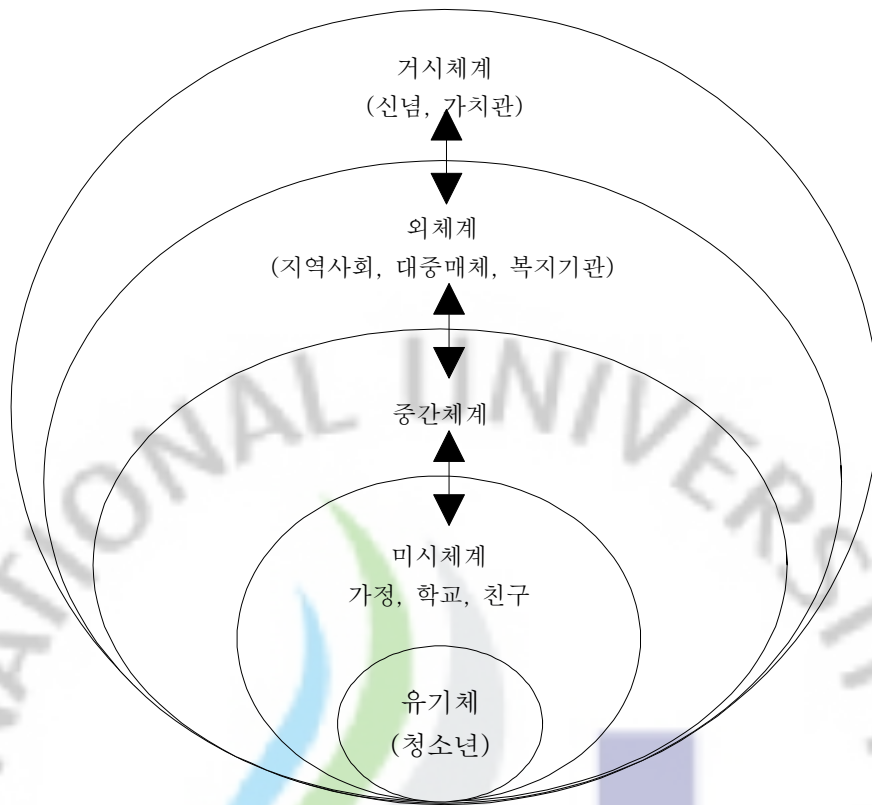 거시체계
(신념, 가치관)
외체계
(지역사회, 대중매체, 복지기관)
중간체계
미시체계
가정, 학교, 친구
유기체
(청소년)
NATIONAL UNIVERSITY